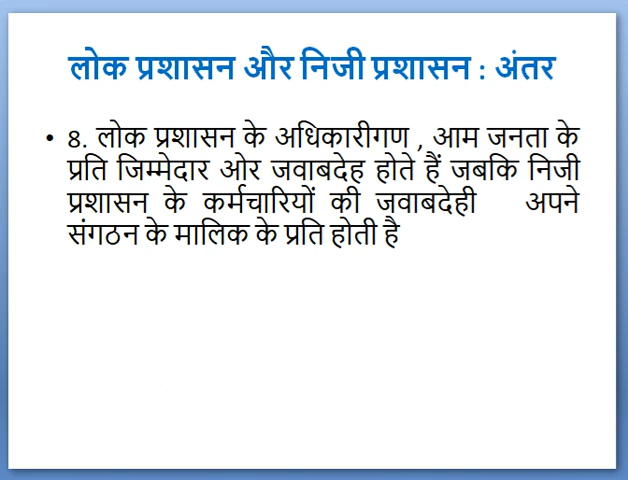 लोक प्रशासन और निजी प्रशासन : अंतर
• 8. लोक प्रशासन के अधिकारीगण , आम जनता के
प्रति जिम्मेदार ओर जवाबदेह होते हैं जबकि निजी
प्रशासन के कर्मचारियों की जवाबदेही अपने
संगठन के मालिक के प्रति होती है